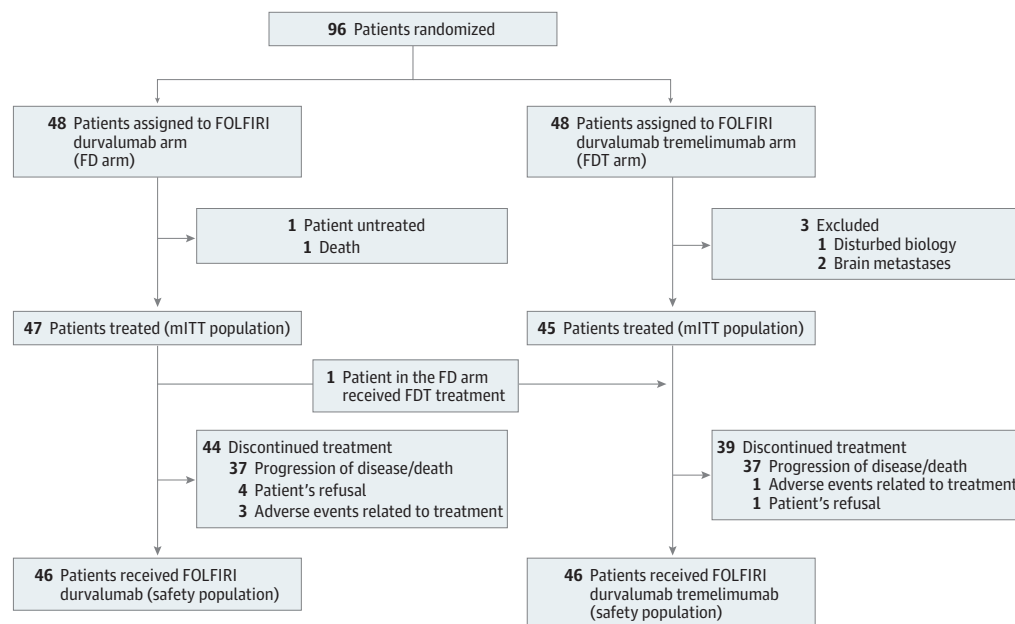 96 Patients randomized
48 Patients assigned to FOLFIRI
durvalumab arm
(FD arm)
48 Patients assigned to FOLFIRI
durvalumab tremelimumab arm
(FDT arm)
1 Patient untreated
1 Death
3 Excluded
1 Disturbed biology
2 Brain metastases
47 Patients treated (mITT population)
45 Patients treated (mITT population)
1 Patient in the FD arm
received FDT treatment
44 Discontinued treatment
37 Progression of disease/death
4 Patient's refusal
3 Adverse events related to treatment
39 Discontinued treatment
37 Progression of disease/death
1 Adverse events related to treatment
1 Patient's refusal
46 Patients received FOLFIRI
durvalumab (safety population)
46 Patients received FOLFIRI
durvalumab tremelimumab
(safety population)